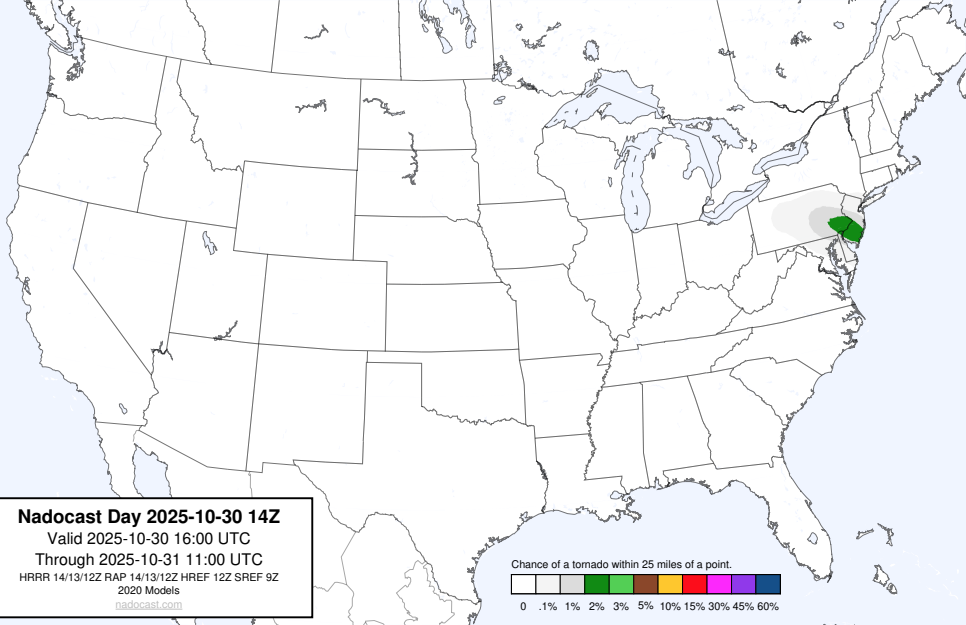 Nadocast Day 2025-10-30 14Z
Valid 2025-10-30 16:00 UTC
Through 2025-10-31 11:00 UTC
HRRR 14/13/12Z RAP 14/13/12Z HREF 12Z SREF 9Z
2020 Models
nadocast.com
Chance of a tornado within 25 miles of a point.
0 .1% 1% 2% 3% 5% 10% 15% 30% 45% 60%